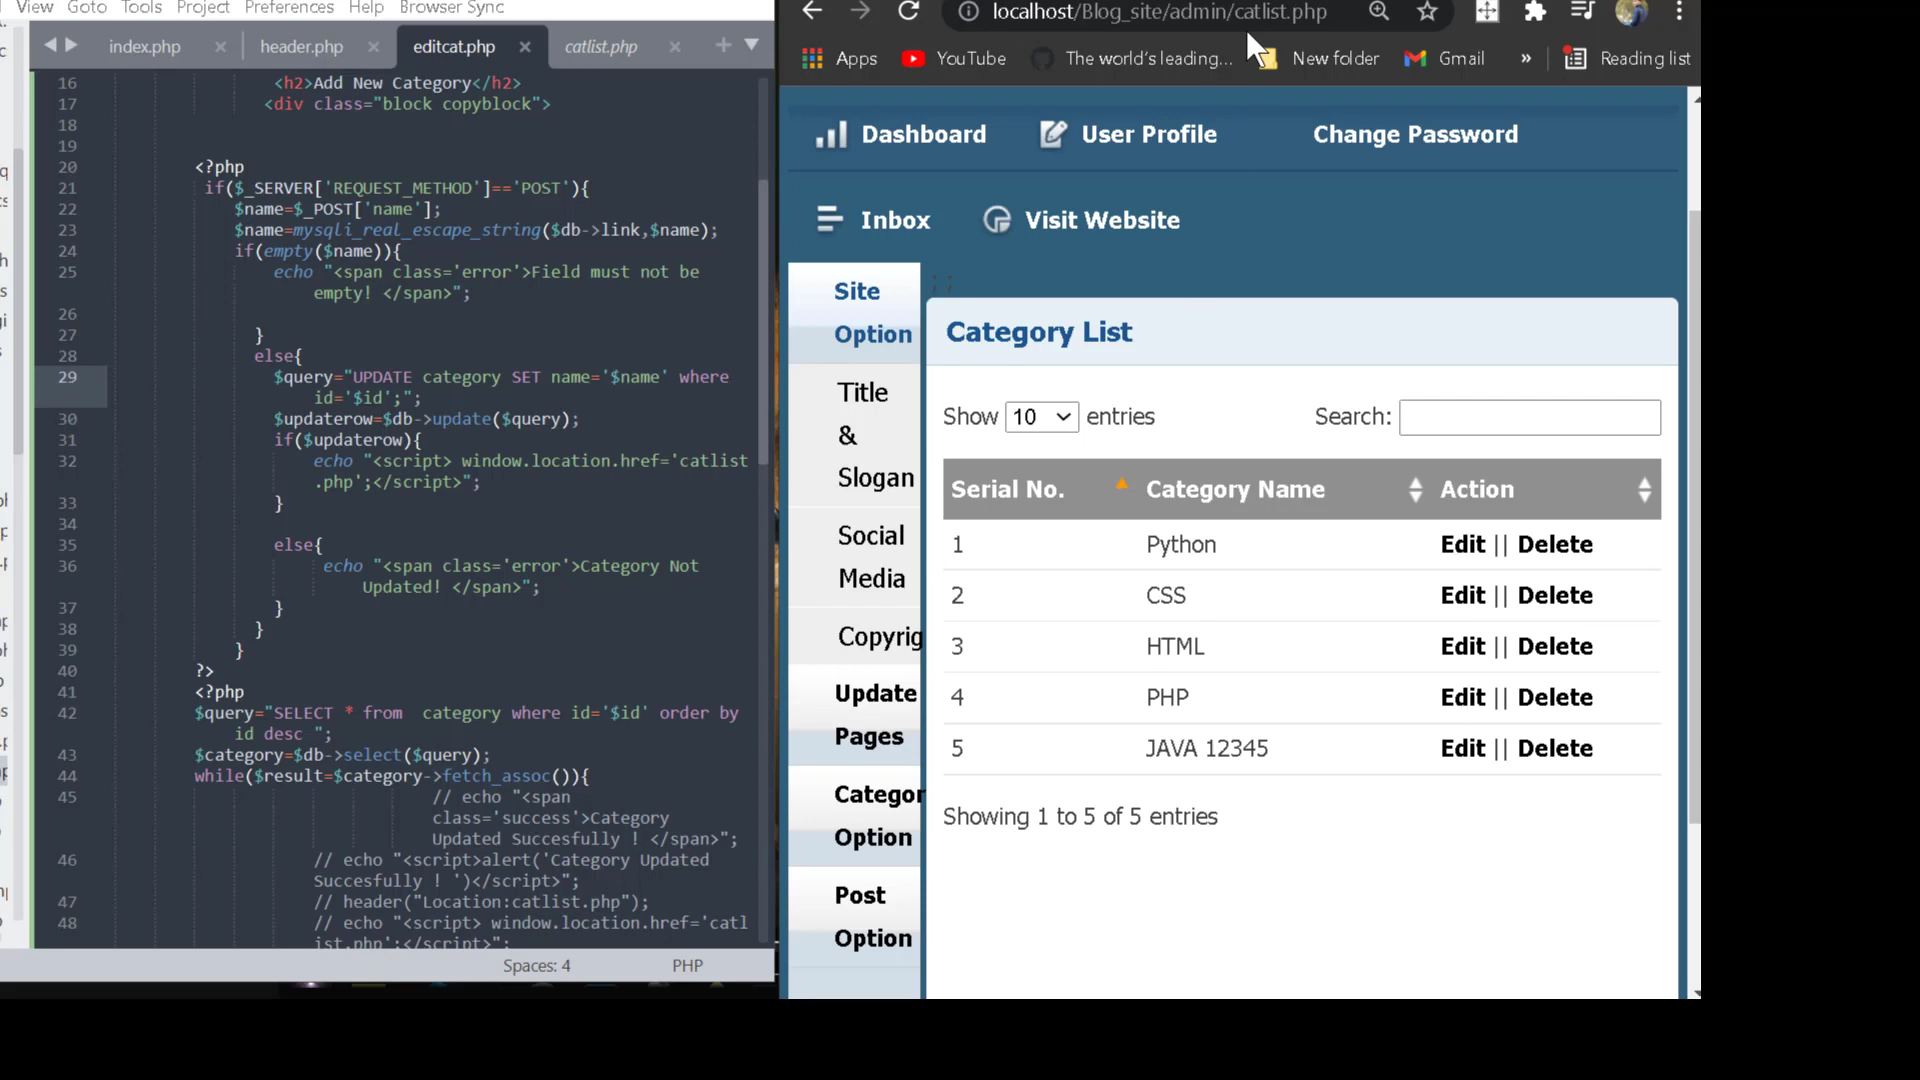 View Goto Tools Project Preferences Help Browser Sync
index.php × header.php × editcat.php × catlist.php × +
16 <h2>Add New Category</h2>
17 <div class="block copyblock">
18
19
20 <?php
21 if($_SERVER['REQUEST_METHOD']=='POST'){
22 $name=$_POST['name'];
23 $name=mysqli_real_escape_string($db->link,$name);
24 if(empty($name)){
25 echo "<span class='error'>Field must not be
empty! </span>";
26
27 }
28 else{
29 $query="UPDATE category SET name='$name' where
id='$id';";
30 $updaterow=$db->update($query);
31 if($updaterow){
32 echo "<script> window.location.href='catlist
.php';</script>";
33 }
34
35 else{
36 echo "<span class='error'>Category Not
Updated! </span>";
37 }
38 }
39 }
40 ?>
41 <?php
42 $query="SELECT * from  category where id='$id' order by
id desc ";
43 $category=$db->select($query);
44 while($result=$category->fetch_assoc()){
45 // echo "<span
class='success'>Category
Updated Succesfully ! </span>";
46 // echo "<script>alert('Category Updated
Succesfully ! ')</script>";
47 // header("Location:catlist.php");
48 // echo "<script> window.location.href='catl
ist.php';</script>";
Spaces: 4 PHP
localhost/Blog_site/admin/catlist.php
Apps YouTube The world's leading... New folder Gmail » Reading list
Dashboard User Profile Change Password
Inbox Visit Website
Site
Option
Title
&
Slogan
Social
Media
Copyrig
Update
Pages
Categor
Option
Post
Option
Category List
Show 10 entries Search:
Serial No. Category Name Action
1 Python Edit || Delete
2 CSS Edit || Delete
3 HTML Edit || Delete
4 PHP Edit || Delete
5 JAVA 12345 Edit || Delete
Showing 1 to 5 of 5 entries